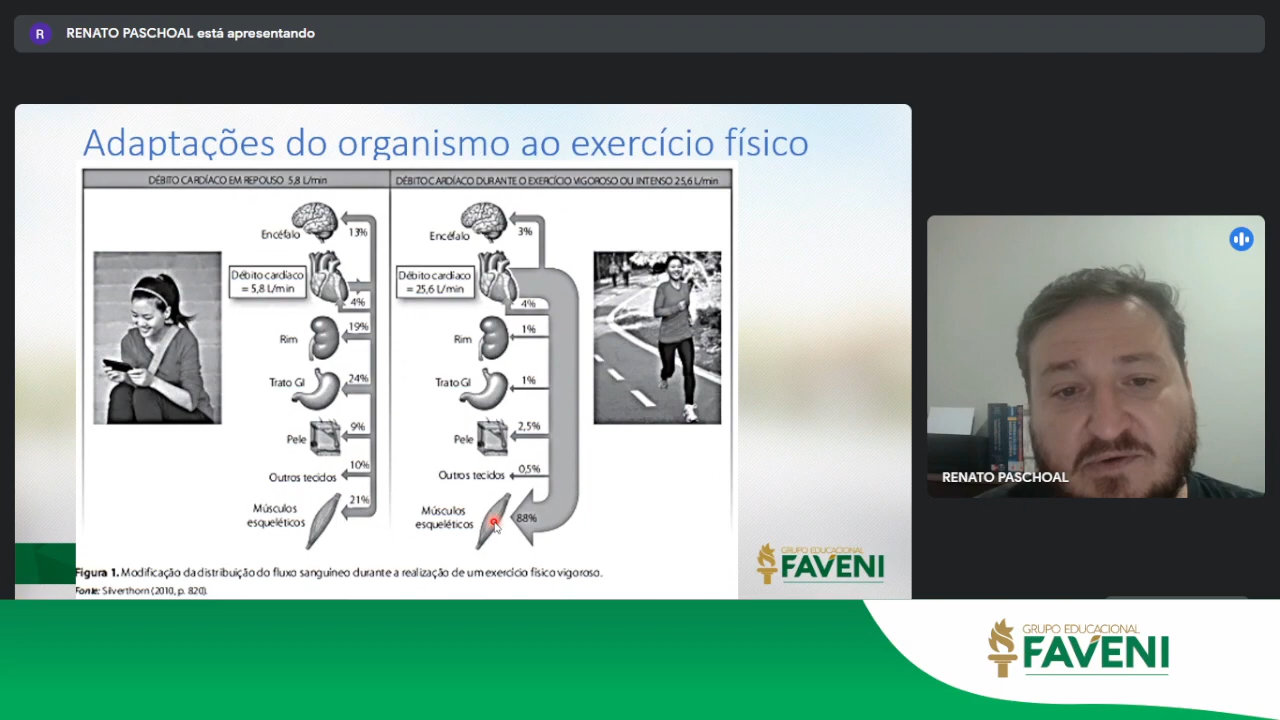 R RENATO PASCHOAL está apresentando
Adaptações do organismo ao exercício físico
DÉBITO CARDÍACO EM REPOUSO 5,8 L/min
Encéfalo
13%
Débito cardíaco
= 5,8 L/min
4%
19%
Rim
24%
Trato GI
9%
Pele
10%
Outros tecidos
21%
Músculos
esqueléticos
DÉBITO CARDÍACO DURANTE O EXERCÍCIO VIGOROSO OU INTENSO 25,6 L/min
Encéfalo
3%
Débito cardíaco
= 25,6 L/min
4%
1%
Rim
1%
Trato GI
2,5%
Pele
0,5%
Outros tecidos
Músculos
esqueléticos
88%
Figura 1. Modificação da distribuição do fluxo sanguíneo durante a realização de um exercício físico vigoroso.
Fonte: Silverthorn (2010, p. 820).
GRUPO EDUCACIONAL
FAVENI
RENATO PASCHOAL
GRUPO EDUCACIONAL
FAVENI